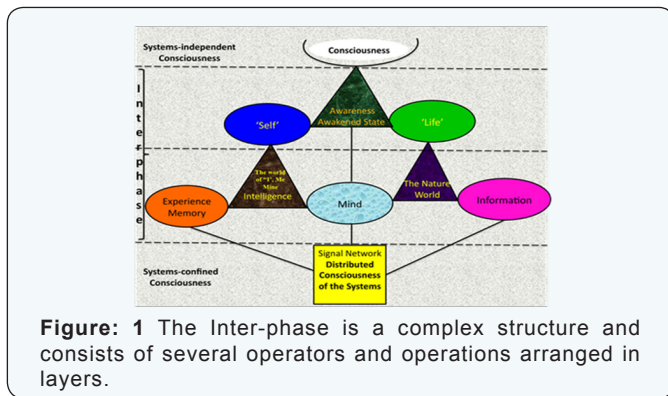 Systems-independent
Consciousness
Consciousness
Inter phase
Awareness
Awakened State
'Self'
'Life'
The world
of "I", Me
Mine
Intelligence
The Nature
World
Experience
Memory
Mind
Information
Signal Network
Distributed
Consciousness
of the Systems
Systems-confined
Consciousness
Figure: 1 The Inter-phase is a complex structure and
consists of several operators and operations arranged in
layers.